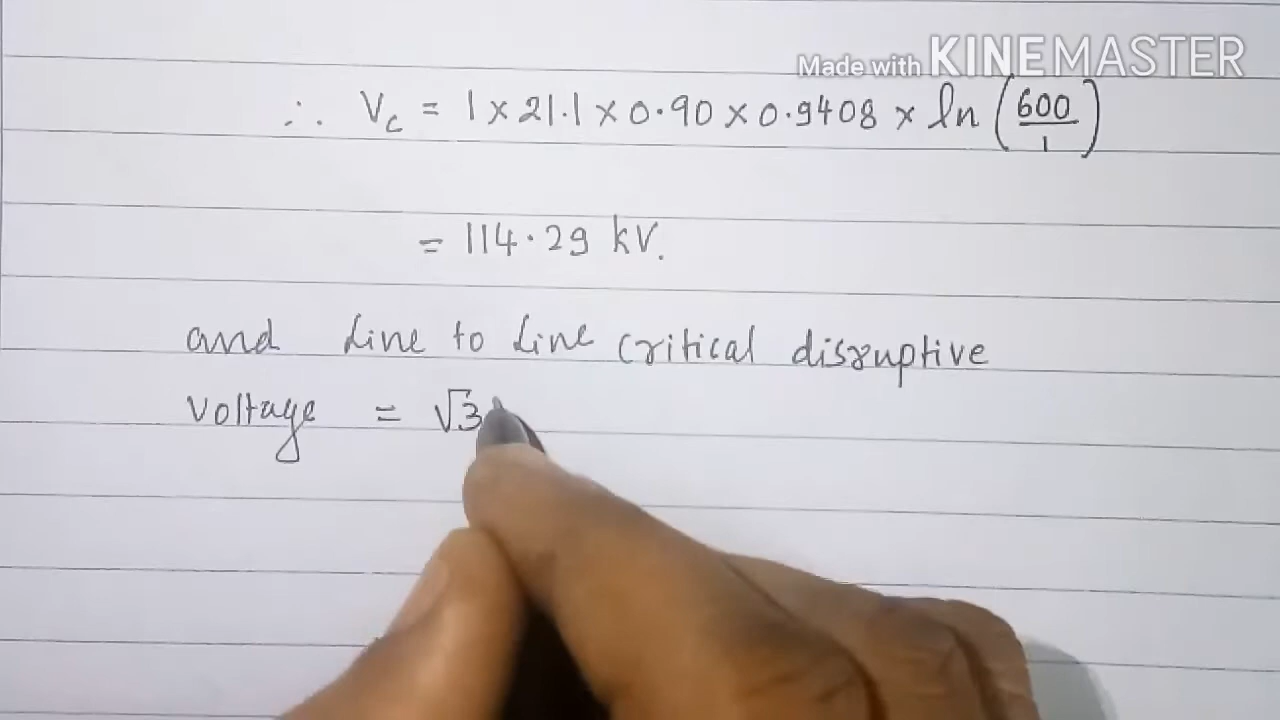 Made with KINEMASTER
∴ Vc = 1 × 21.1 × 0.90 × 0.9408 × ln (600/1)
= 114.29 kV.
and Line to Line critical disruptive
voltage = √3